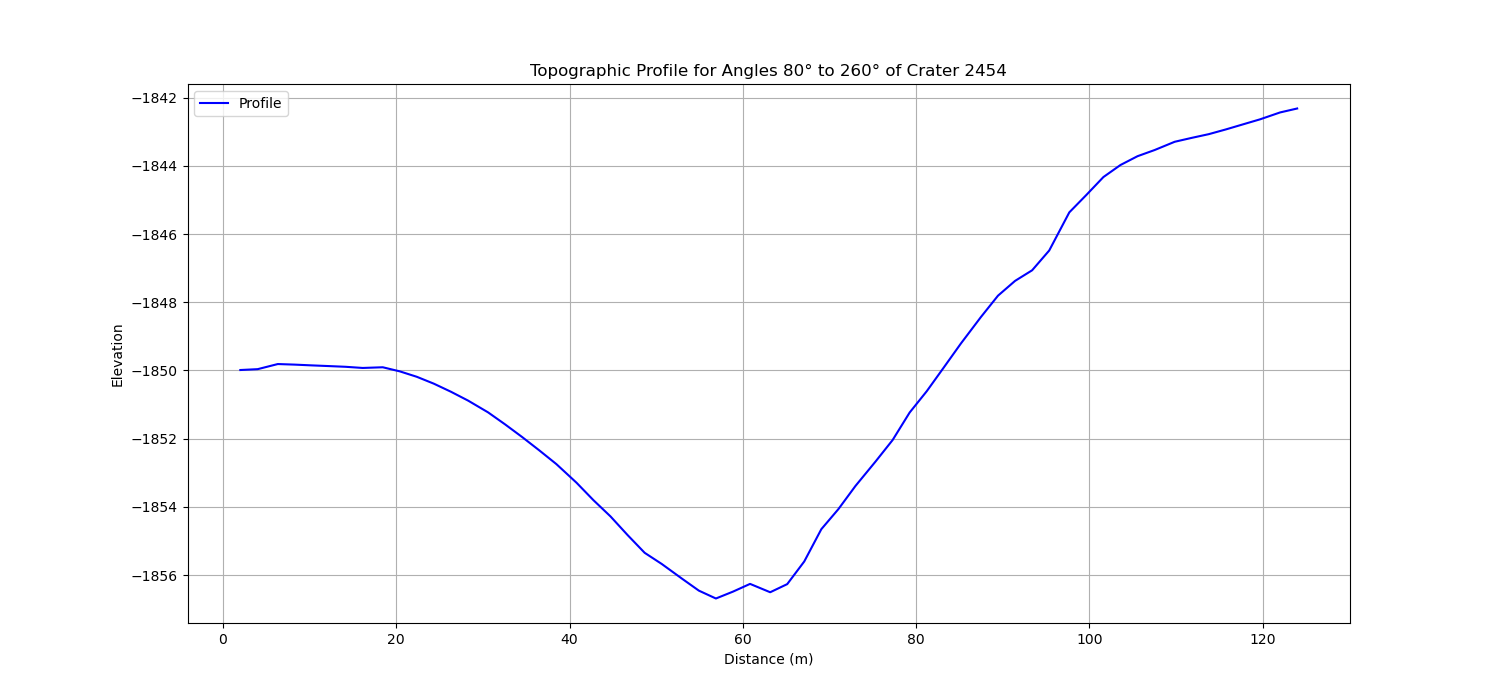 Topographic Profile for Angles 80° to 260° of Crater 2454
Profile
−1842
−1844
−1846
−1848
−1850
−1852
−1854
−1856
Elevation
0 20 40 60 80 100 120
Distance (m)